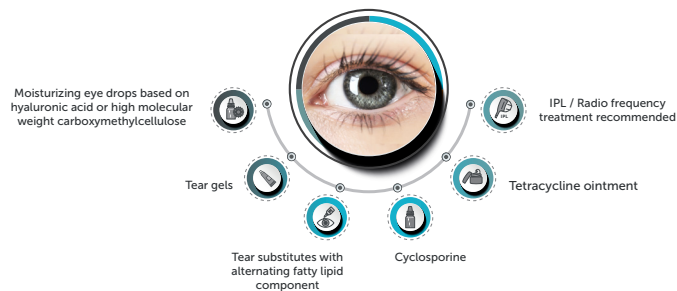 Moisturizing eye drops based on
hyaluronic acid or high molecular
weight carboxymethylcellulose
IPL / Radio frequency
treatment recommended
IPL
Tear gels
Tetracycline ointment
Tear substitutes with
alternating fatty lipid
component
Cyclosporine